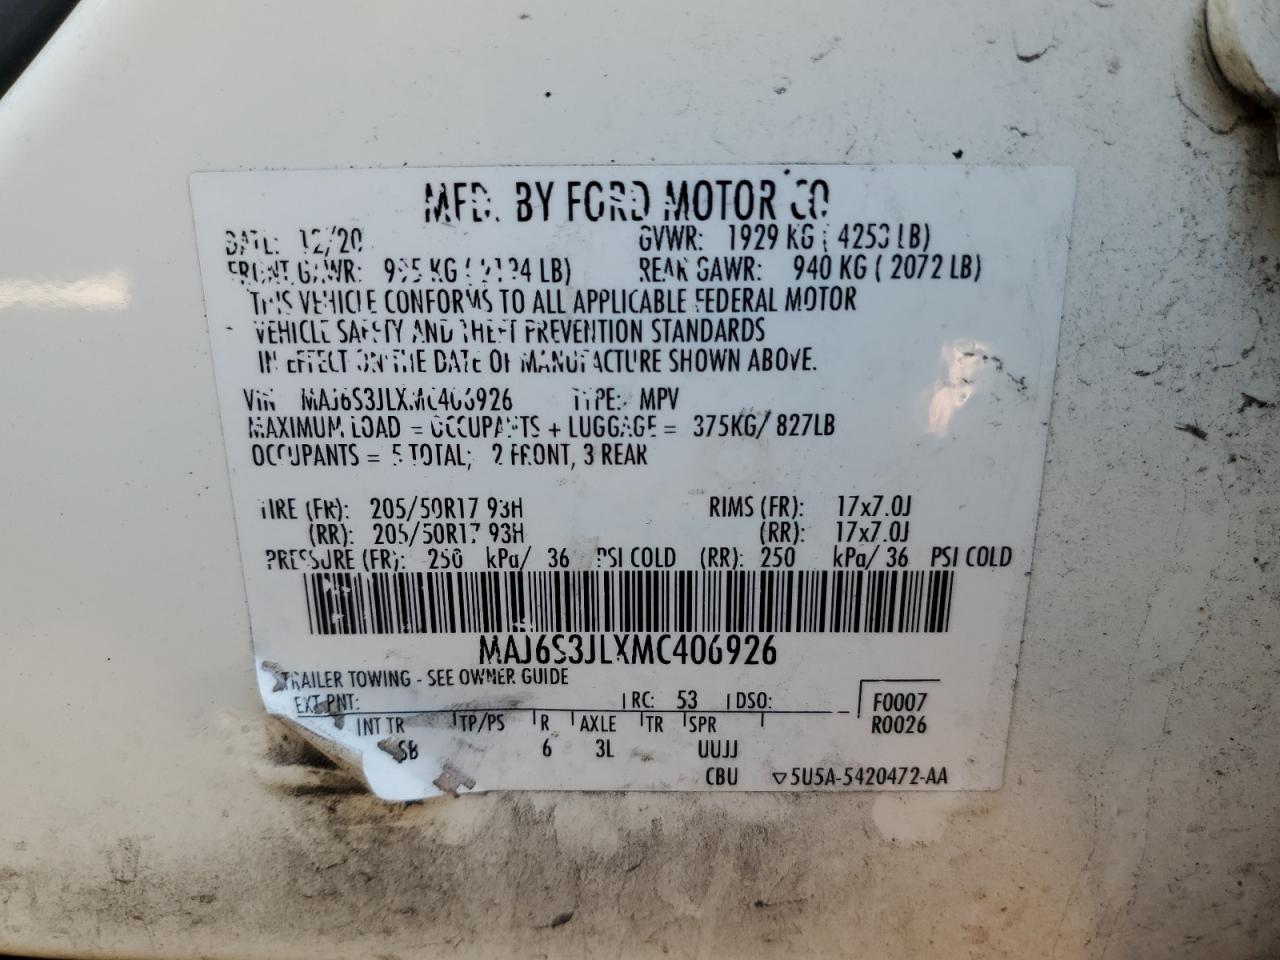 MFD. BY FORD MOTOR CO
DATE: 12/20 GVWR: 1929 KG ( 4253 LB)
FRONT GAWR: KG ( LB) REAR GAWR: 940 KG ( 2072 LB)
THIS VEHICLE CONFORMS TO ALL APPLICABLE FEDERAL MOTOR
VEHICLE SAFETY AND THEFT PREVENTION STANDARDS
IN EFFECT ON THE DATE OF MANUFACTURE SHOWN ABOVE.
VIN MAJ6S3JLXMC406926 TYPE: MPV
MAXIMUM LOAD = OCCUPANTS + LUGGAGE = 375KG/ 827LB
OCCUPANTS = 5 TOTAL; 2 FRONT, 3 REAR
TIRE (FR): 205/50R17 93H RIMS (FR): 17x7.0J
(RR): 205/50R17 93H (RR): 17x7.0J
PRESSURE (FR): 250 kPa/ 36 PSI COLD (RR): 250 kPa/ 36 PSI COLD
MAJ6S3JLXMC406926
TRAILER TOWING - SEE OWNER GUIDE
EXT PNT: RC: 53 DSO: F0007
INT TR TP/PS R AXLE TR SPR R0026
SB 6 3L UUJJ
CBU ▽5U5A-5420472-AA